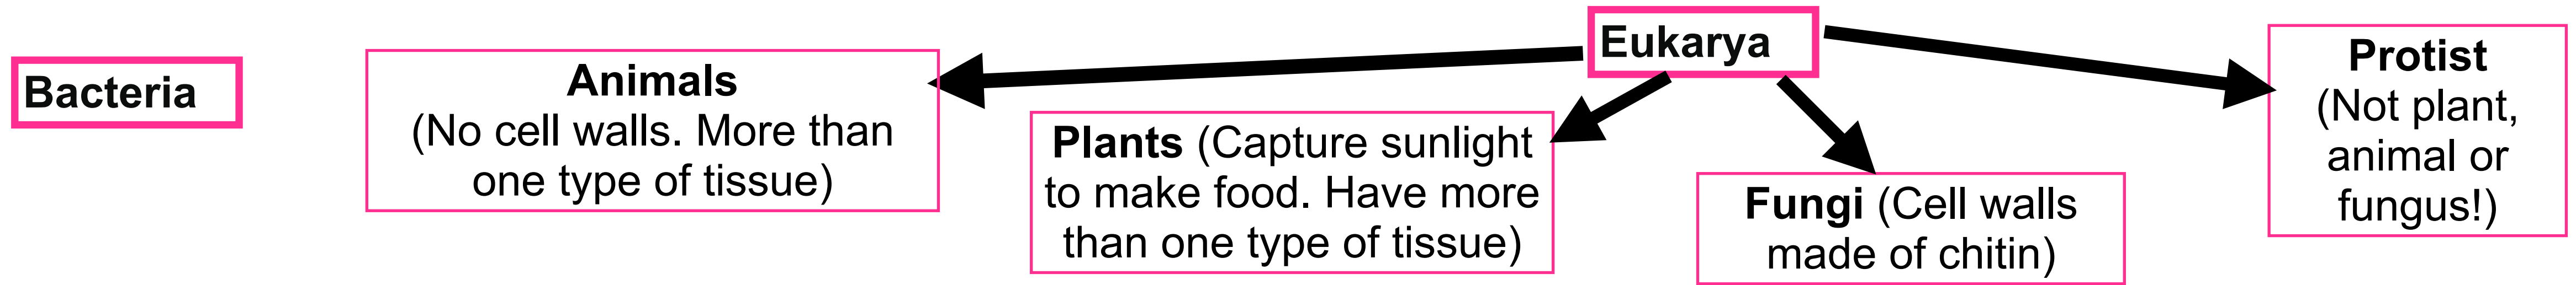 Bacteria
Animals
(No cell walls. More than
one type of tissue)
Eukarya
Plants (Capture sunlight
to make food. Have more
than one type of tissue)
Fungi (Cell walls
made of chitin)
Protist
(Not plant,
animal or
fungus!)